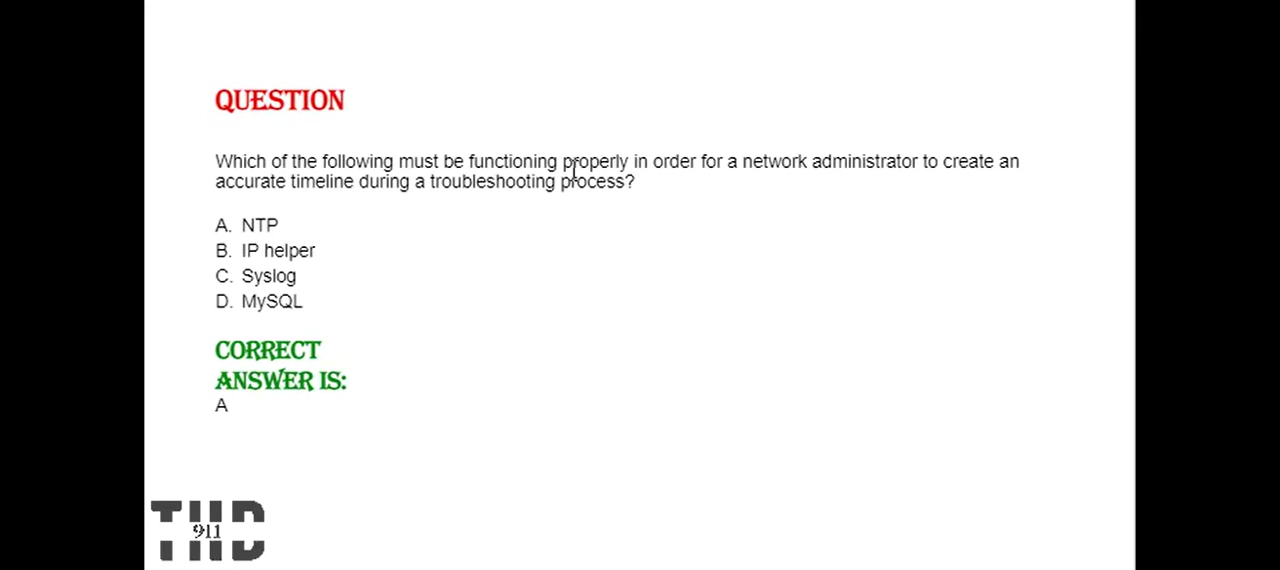 QUESTION
Which of the following must be functioning properly in order for a network administrator to create an
accurate timeline during a troubleshooting process?
A. NTP
B. IP helper
C. Syslog
D. MySQL
CORRECT
ANSWER IS:
A
THD
911